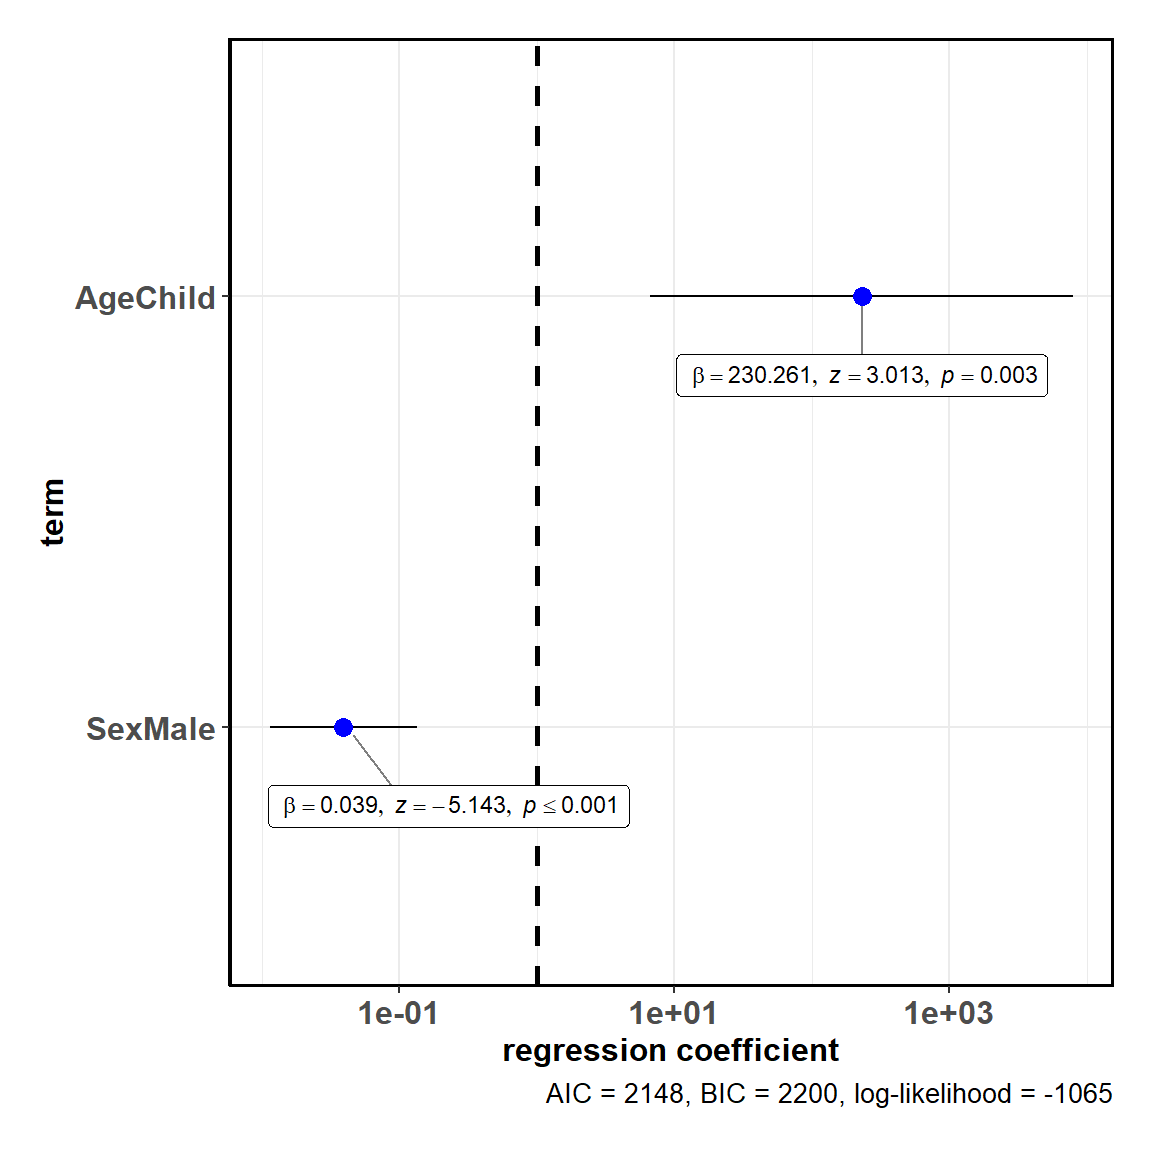 AgeChild
β = 230.261, z = 3.013, p = 0.003
term
SexMale
β = 0.039, z = −5.143, p ≤ 0.001
1e-01 1e+01 1e+03
regression coefficient
AIC = 2148, BIC = 2200, log-likelihood = -1065